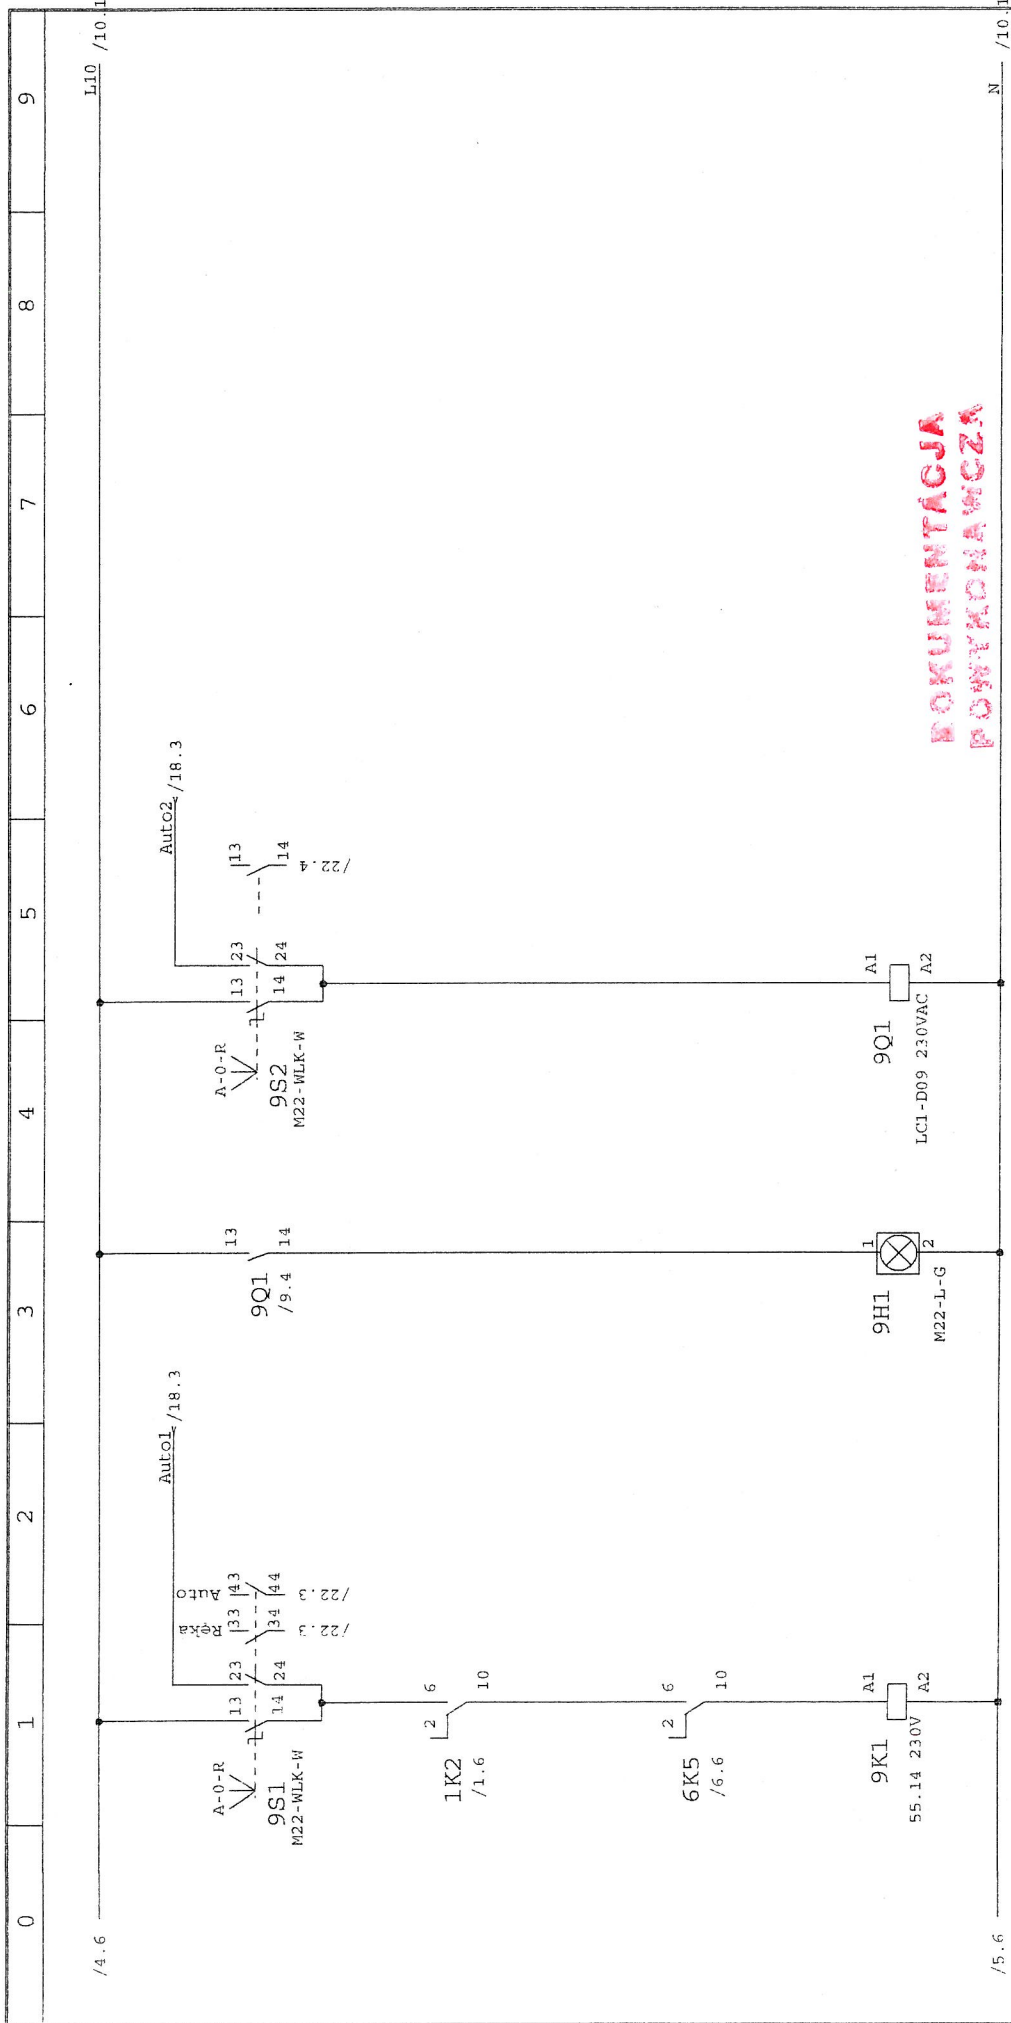 0 1 2 3 4 5 6 7 8 9
/4.6
L10 /10.1
Auto1 /18.3
Auto2 /18.3
A-0-R
9S1
M22-WLK-W
13 14
23 24
Ręka 33 34 /22.3
Auto 43 44 /22.3
1K2
/1.6
2 6 10
6K5
/6.6
2 6 10
9K1
55.14 230V
A1 A2
9Q1
/9.4
13 14
9H1
M22-L-G
1 2
A-0-R
9S2
M22-WLK-W
13 14
23 24
13 14 /22.4
9Q1
LC1-D09 230VAC
A1 A2
DOKUMENTACJA
POWYKONAWCZA
/5.6
N /10.1